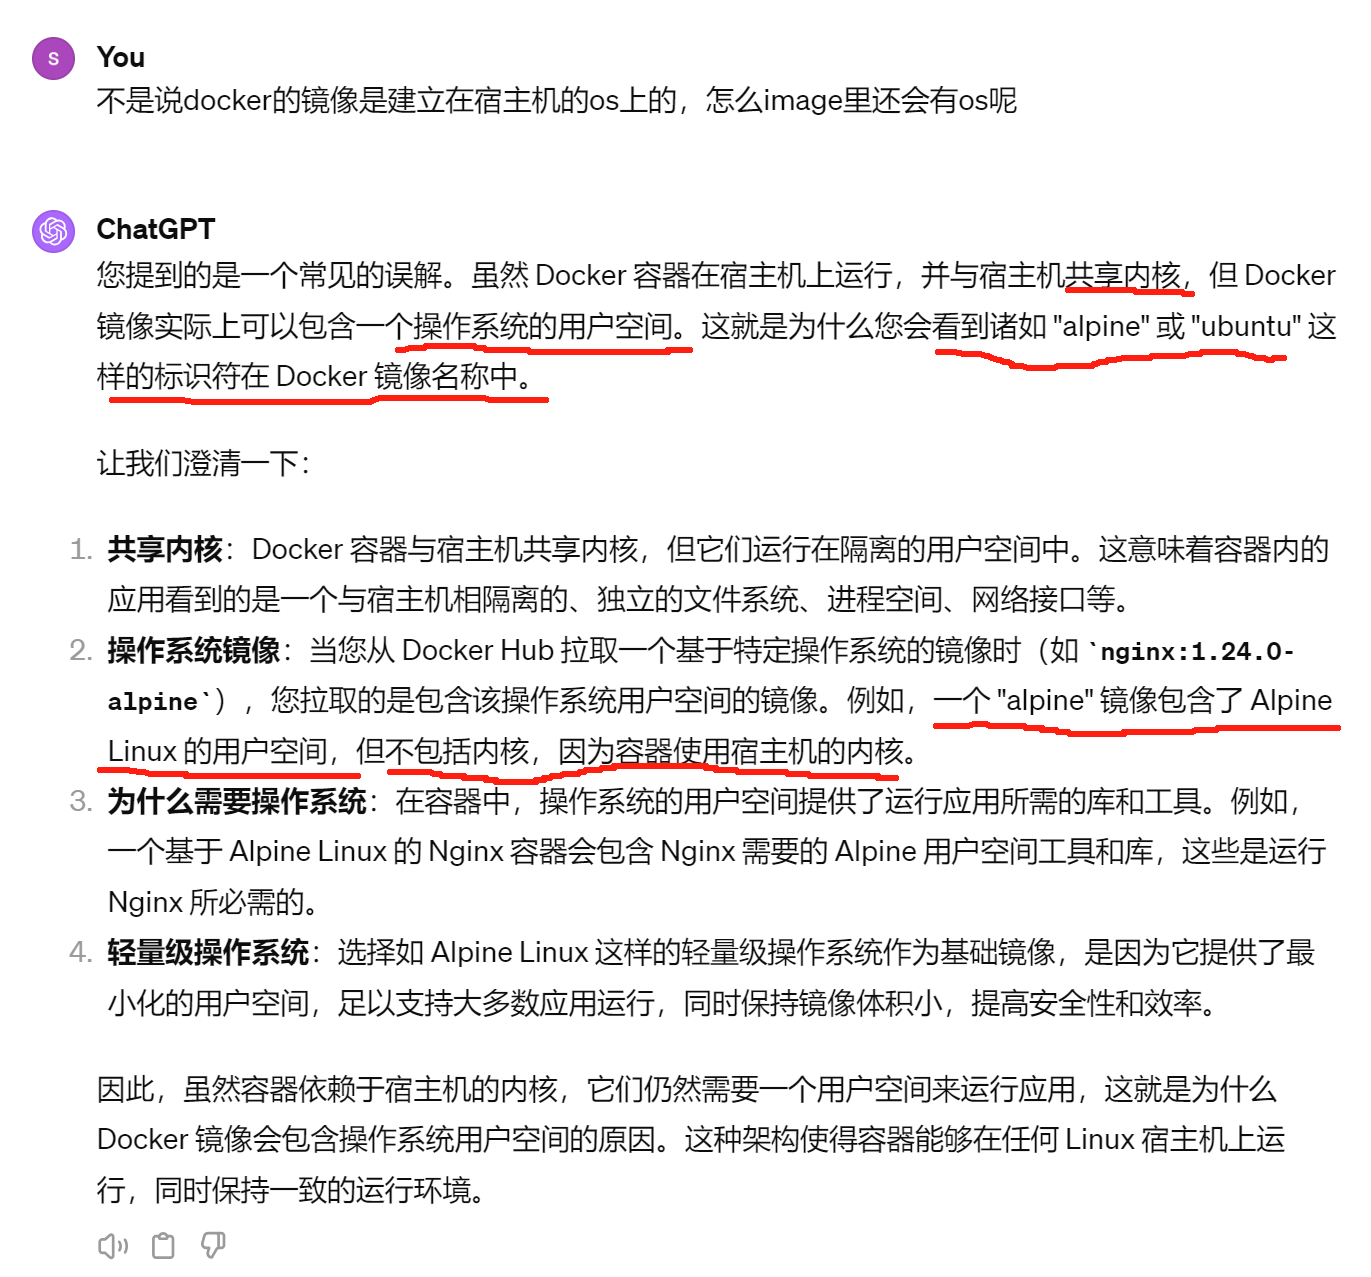 S
You
不是说docker的镜像是建立在宿主机的os上的，怎么image里还会有os呢
ChatGPT
您提到的是一个常见的误解。虽然 Docker 容器在宿主机上运行，并与宿主机共享内核，但 Docker
镜像实际上可以包含一个操作系统的用户空间。这就是为什么您会看到诸如 "alpine" 或 "ubuntu" 这
样的标识符在 Docker 镜像名称中。
让我们澄清一下：
1. 共享内核：Docker 容器与宿主机共享内核，但它们运行在隔离的用户空间中。这意味着容器内的
应用看到的是一个与宿主机相隔离的、独立的文件系统、进程空间、网络接口等。
2. 操作系统镜像：当您从 Docker Hub 拉取一个基于特定操作系统的镜像时（如 `nginx:1.24.0-
alpine`），您拉取的是包含该操作系统用户空间的镜像。例如，一个 "alpine" 镜像包含了 Alpine
Linux 的用户空间，但不包括内核，因为容器使用宿主机的内核。
3. 为什么需要操作系统：在容器中，操作系统的用户空间提供了运行应用所需的库和工具。例如，
一个基于 Alpine Linux 的 Nginx 容器会包含 Nginx 需要的 Alpine 用户空间工具和库，这些是运行
Nginx 所必需的。
4. 轻量级操作系统：选择如 Alpine Linux 这样的轻量级操作系统作为基础镜像，是因为它提供了最
小化的用户空间，足以支持大多数应用运行，同时保持镜像体积小，提高安全性和效率。
因此，虽然容器依赖于宿主机的内核，它们仍然需要一个用户空间来运行应用，这就是为什么
Docker 镜像会包含操作系统用户空间的原因。这种架构使得容器能够在任何 Linux 宿主机上运
行，同时保持一致的运行环境。